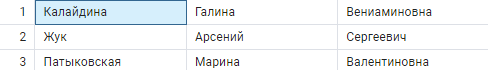 1 Калайдина Галина Вениаминовна
2 Жук Арсений Сергеевич
3 Патыковская Марина Валентиновна